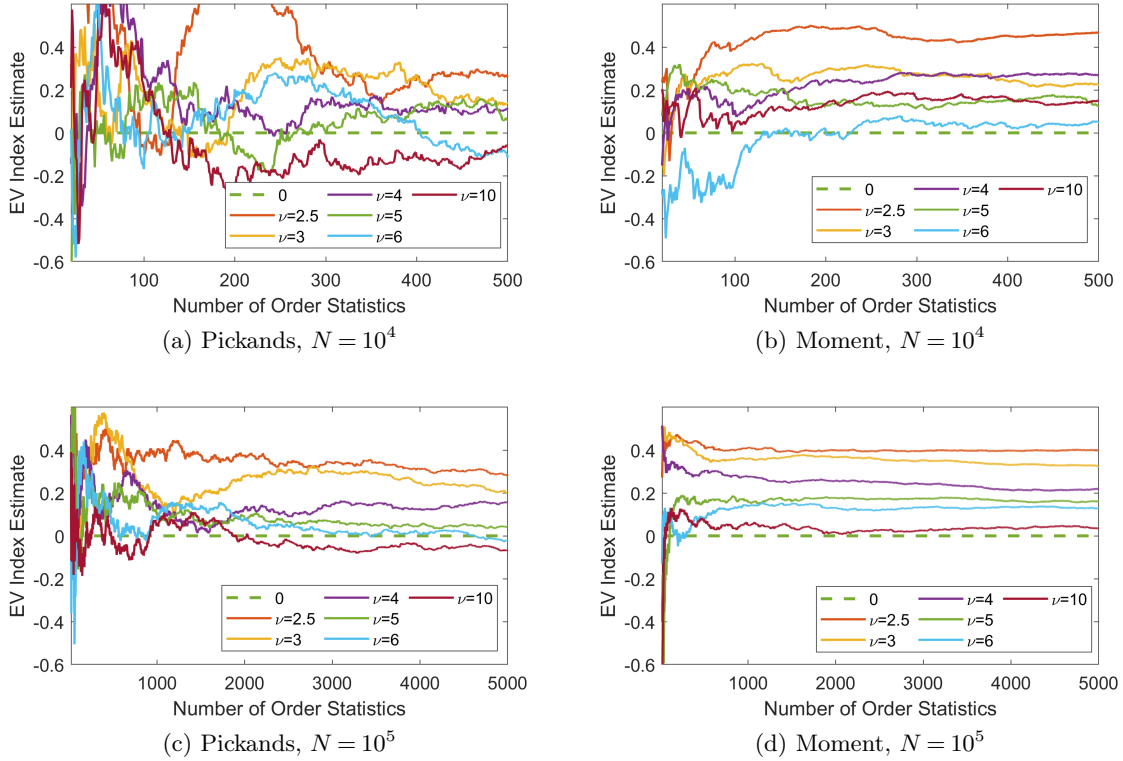 EV Index Estimate
0.4
0.2
0
-0.2
-0.4
-0.6
100
200
300
400
500
Number of Order Statistics
0
ν=2.5
ν=3
ν=4
ν=5
ν=6
ν=10
(a) Pickands, N = 10^4
EV Index Estimate
0.4
0.2
0
-0.2
-0.4
-0.6
100
200
300
400
500
Number of Order Statistics
0
ν=2.5
ν=3
ν=4
ν=5
ν=6
ν=10
(b) Moment, N = 10^4
EV Index Estimate
0.4
0.2
0
-0.2
-0.4
-0.6
1000
2000
3000
4000
5000
Number of Order Statistics
0
ν=2.5
ν=3
ν=4
ν=5
ν=6
ν=10
(c) Pickands, N = 10^5
EV Index Estimate
0.4
0.2
0
-0.2
-0.4
-0.6
1000
2000
3000
4000
5000
Number of Order Statistics
0
ν=2.5
ν=3
ν=4
ν=5
ν=6
ν=10
(d) Moment, N = 10^5